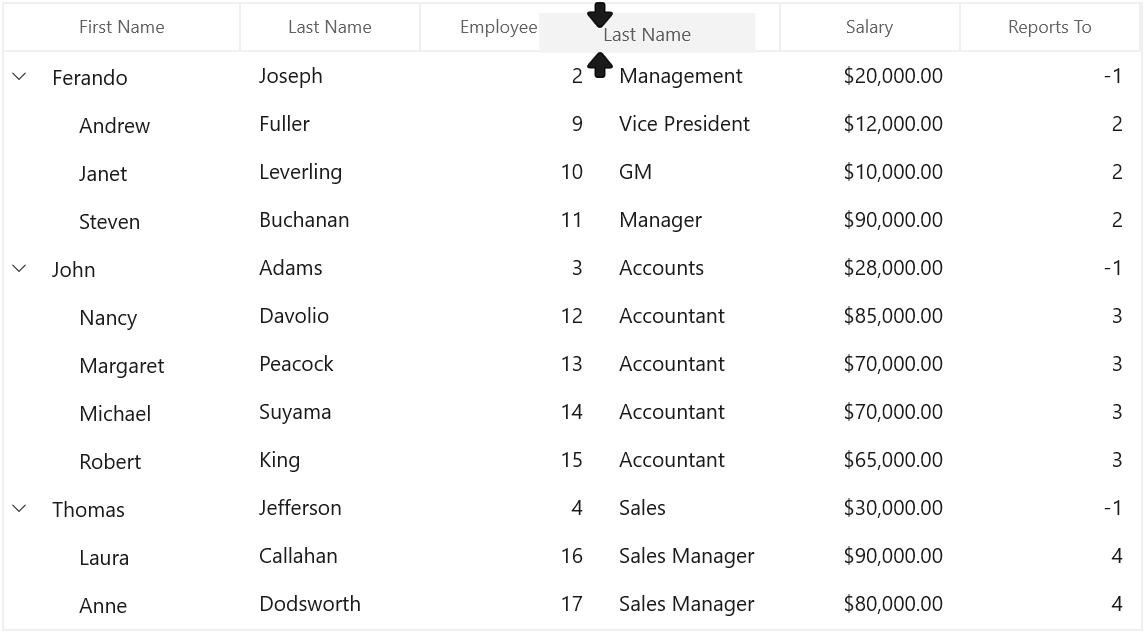 First Name Last Name Employee Last Name Salary Reports To
Ferando Joseph 2 Management $20,000.00 -1
Andrew Fuller 9 Vice President $12,000.00 2
Janet Leverling 10 GM $10,000.00 2
Steven Buchanan 11 Manager $90,000.00 2
John Adams 3 Accounts $28,000.00 -1
Nancy Davolio 12 Accountant $85,000.00 3
Margaret Peacock 13 Accountant $70,000.00 3
Michael Suyama 14 Accountant $70,000.00 3
Robert King 15 Accountant $65,000.00 3
Thomas Jefferson 4 Sales $30,000.00 -1
Laura Callahan 16 Sales Manager $90,000.00 4
Anne Dodsworth 17 Sales Manager $80,000.00 4